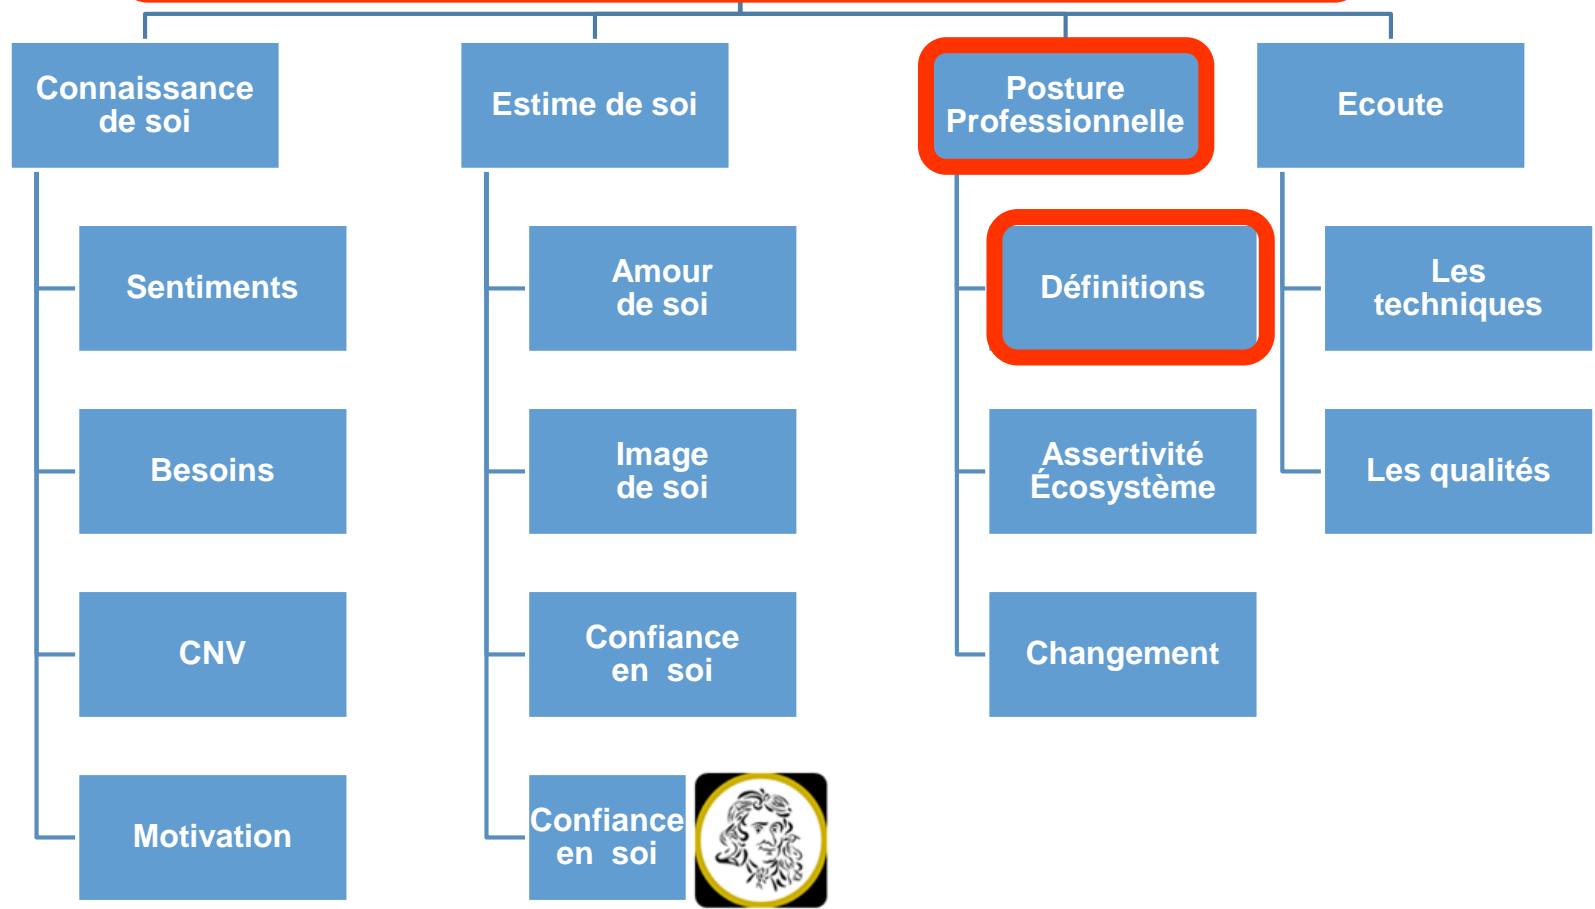 Connaissance
de soi
Sentiments
Besoins
CNV
Motivation
Estime de soi
Amour
de soi
Image
de soi
Confiance
en  soi
Confiance
en  soi
Posture
Professionnelle
Définitions
Assertivité
Écosystème
Changement
Ecoute
Les
techniques
Les qualités